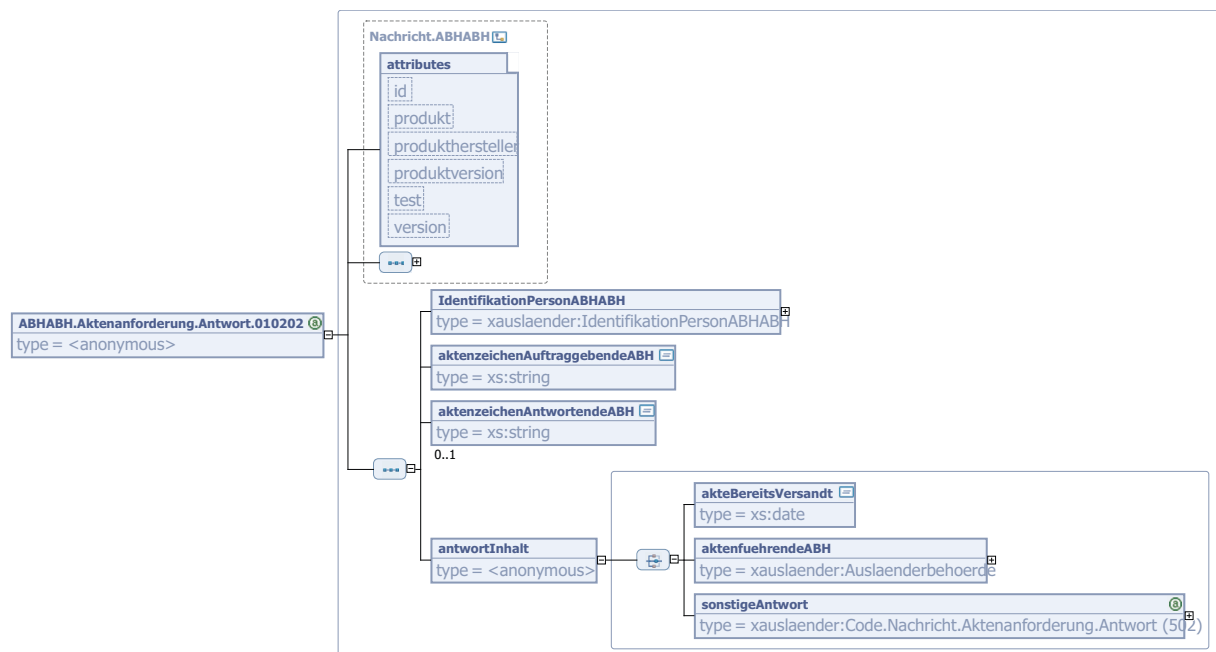 Nachricht.ABHABH
attributes
id
produkt
produkthersteller
produktversion
test
version
ABHABH.Aktenanforderung.Antwort.010202 a
type = <anonymous>
IdentifikationPersonABHABH
type = xauslaender:IdentifikationPersonABHABH
aktenzeichenAuftraggebendeABH
type = xs:string
aktenzeichenAntwortendeABH
type = xs:string
0..1
antwortInhalt
type = <anonymous>
akteBereitsVersandt
type = xs:date
aktenfuehrendeABH
type = xauslaender:Auslaenderbehoerde
sonstigeAntwort a
type = xauslaender:Code.Nachricht.Aktenanforderung.Antwort (502)